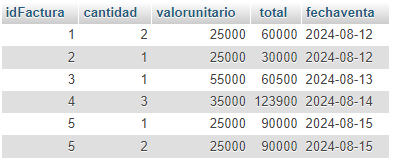 idFactura cantidad valorunitario total fechaventa
1 2 25000 60000 2024-08-12
2 1 25000 30000 2024-08-12
3 1 55000 60500 2024-08-13
4 3 35000 123900 2024-08-14
5 1 25000 90000 2024-08-15
5 2 25000 90000 2024-08-15